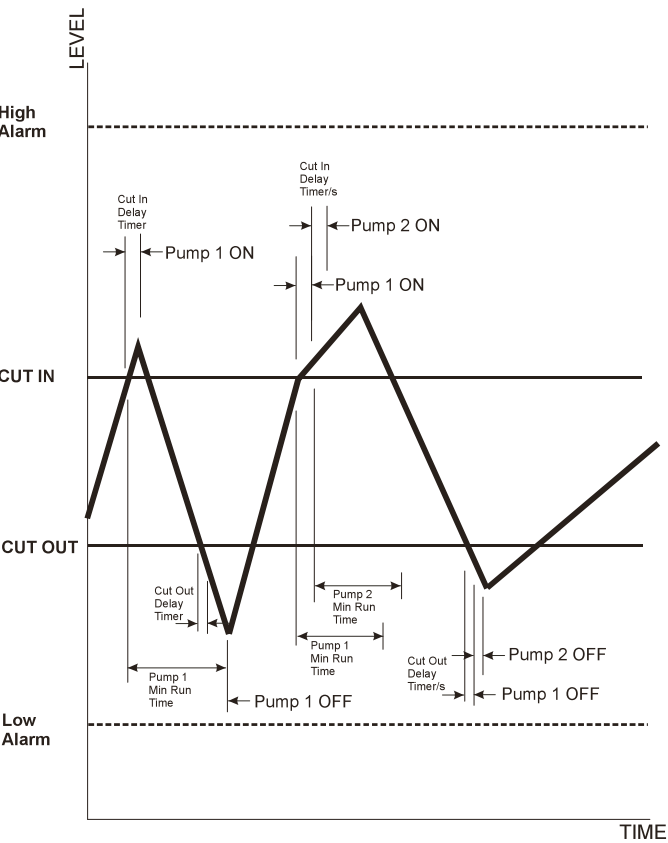 LEVEL
High
Alarm
Cut In
Delay
Timer/s
Cut In
Delay
Timer
Pump 2 ON
Pump 1 ON
Pump 1 ON
CUT IN
CUT OUT
Cut Out
Delay
Timer
Pump 2
Min Run
Time
Pump 1
Min Run
Time
Cut Out
Delay
Timer/s
Pump 2 OFF
Pump 1
Min Run
Time
Pump 1 OFF
Pump 1 OFF
Low
Alarm
TIME